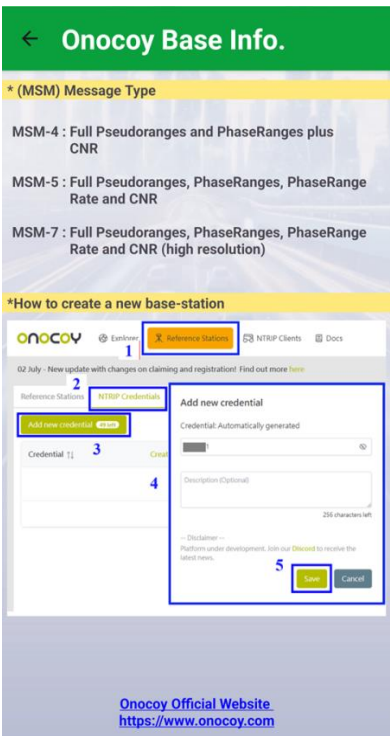 Onocoy Base Info.
* (MSM) Message Type
MSM-4 : Full Pseudoranges and PhaseRanges plus
CNR
MSM-5 : Full Pseudoranges, PhaseRanges, PhaseRange
Rate and CNR
MSM-7 : Full Pseudoranges, PhaseRanges, PhaseRange
Rate and CNR (high resolution)
*How to create a new base-station
onocoy Explorer Reference Stations NTRIP Clients Docs
1
02 July - New update with changes on claiming and registration! Find out more here
2
Reference Stations NTRIP Credentials
Add new credential 49 left
3
Credential
4
Add new credential
Credential: Automatically generated
1
Description (Optional)
256 characters left
-- Disclaimer --
Platform under development. Join our Discord to receive the
latest news.
5
Save Cancel
Onocoy Official Website
https://www.onocoy.com